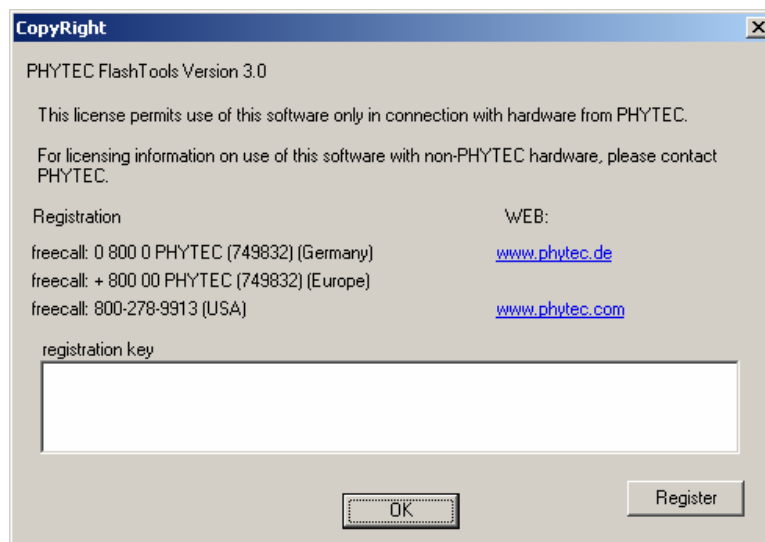 CopyRight
PHYTEC FlashTools Version 3.0
This license permits use of this software only in connection with hardware from PHYTEC.
For licensing information on use of this software with non-PHYTEC hardware, please contact
PHYTEC.
Registration WEB:
freecall: 0 800 0 PHYTEC (749832) (Germany) www.phytec.de
freecall: + 800 00 PHYTEC (749832) (Europe)
freecall: 800-278-9913 (USA) www.phytec.com
registration key
OK
Register